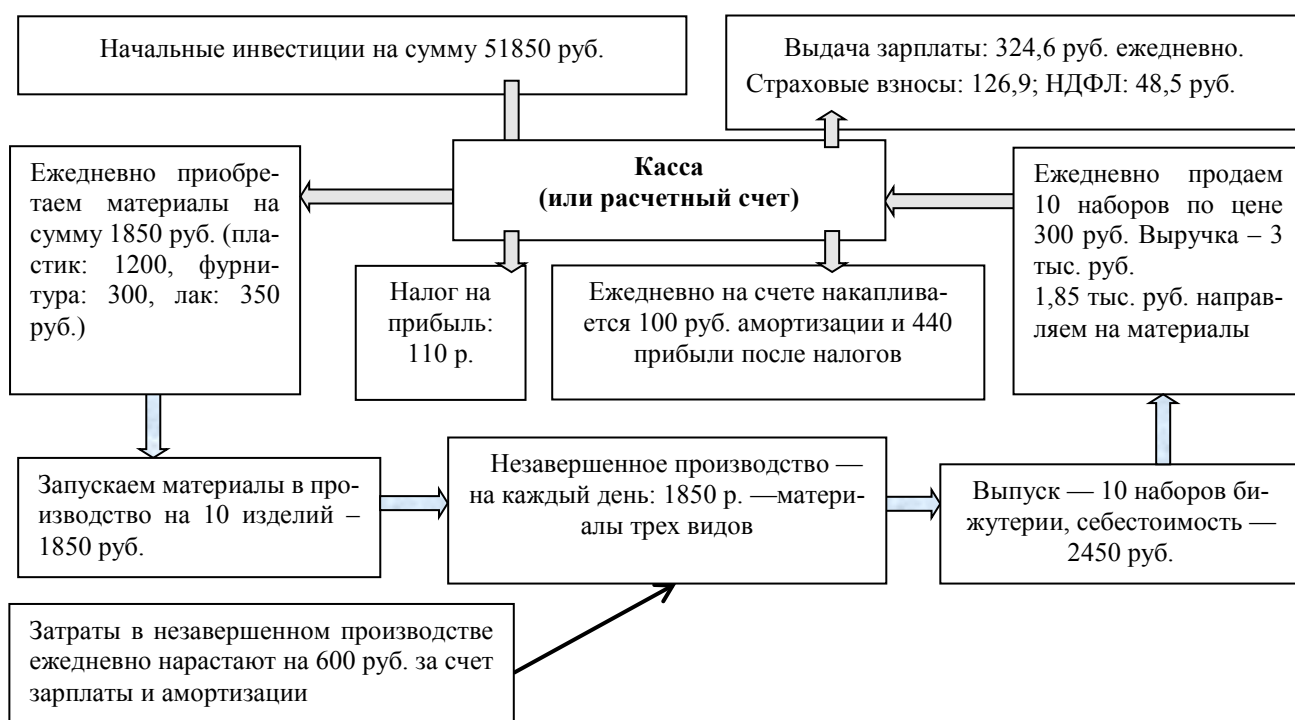 Начальные инвестиции на сумму 51850 руб.
Выдача зарплаты: 324,6 руб. ежедневно.
Страховые взносы: 126,9; НДФЛ: 48,5 руб.
Касса
(или расчетный счет)
Ежедневно приобре-
таем материалы на
сумму 1850 руб. (пла-
стик: 1200, фурни-
тура: 300, лак: 350
руб.)
Ежедневно продаем
10 наборов по цене
300 руб. Выручка – 3
тыс. руб.
1,85 тыс. руб. направ-
ляем на материалы
Налог на
прибыль:
110 р.
Ежедневно на счете накаплива-
ется 100 руб. амортизации и 440
прибыли после налогов
Запускаем материалы в про-
изводство на 10 изделий –
1850 руб.
Незавершенное производство —
на каждый день: 1850 р. —матери-
алы трех видов
Выпуск — 10 наборов би-
жутерии, себестоимость —
2450 руб.
Затраты в незавершенном производстве
ежедневно нарастают на 600 руб. за счет
зарплаты и амортизации